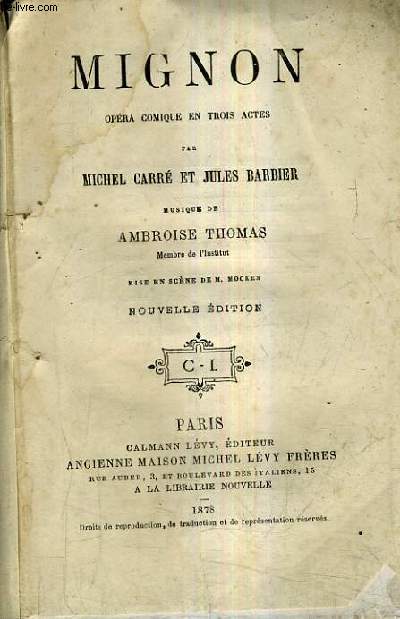 e-livre.com
MIGNON
OPÉRA COMIQUE EN TROIS ACTES
PAR
MICHEL CARRÉ ET JULES BARBIER
MUSIQUE DE
AMBROISE THOMAS
Membre de l'Institut
MISE EN SCÈNE DE M. MOCKER
NOUVELLE ÉDITION
C-L
PARIS
CALMANN LÉVY, ÉDITEUR
ANCIENNE MAISON MICHEL LÉVY FRÈRES
RUE AUBER, 3, ET BOULEVARD DES ITALIENS, 15
A LA LIBRAIRIE NOUVELLE
1878
Droits de reproduction, de traduction et de représentation réservés.